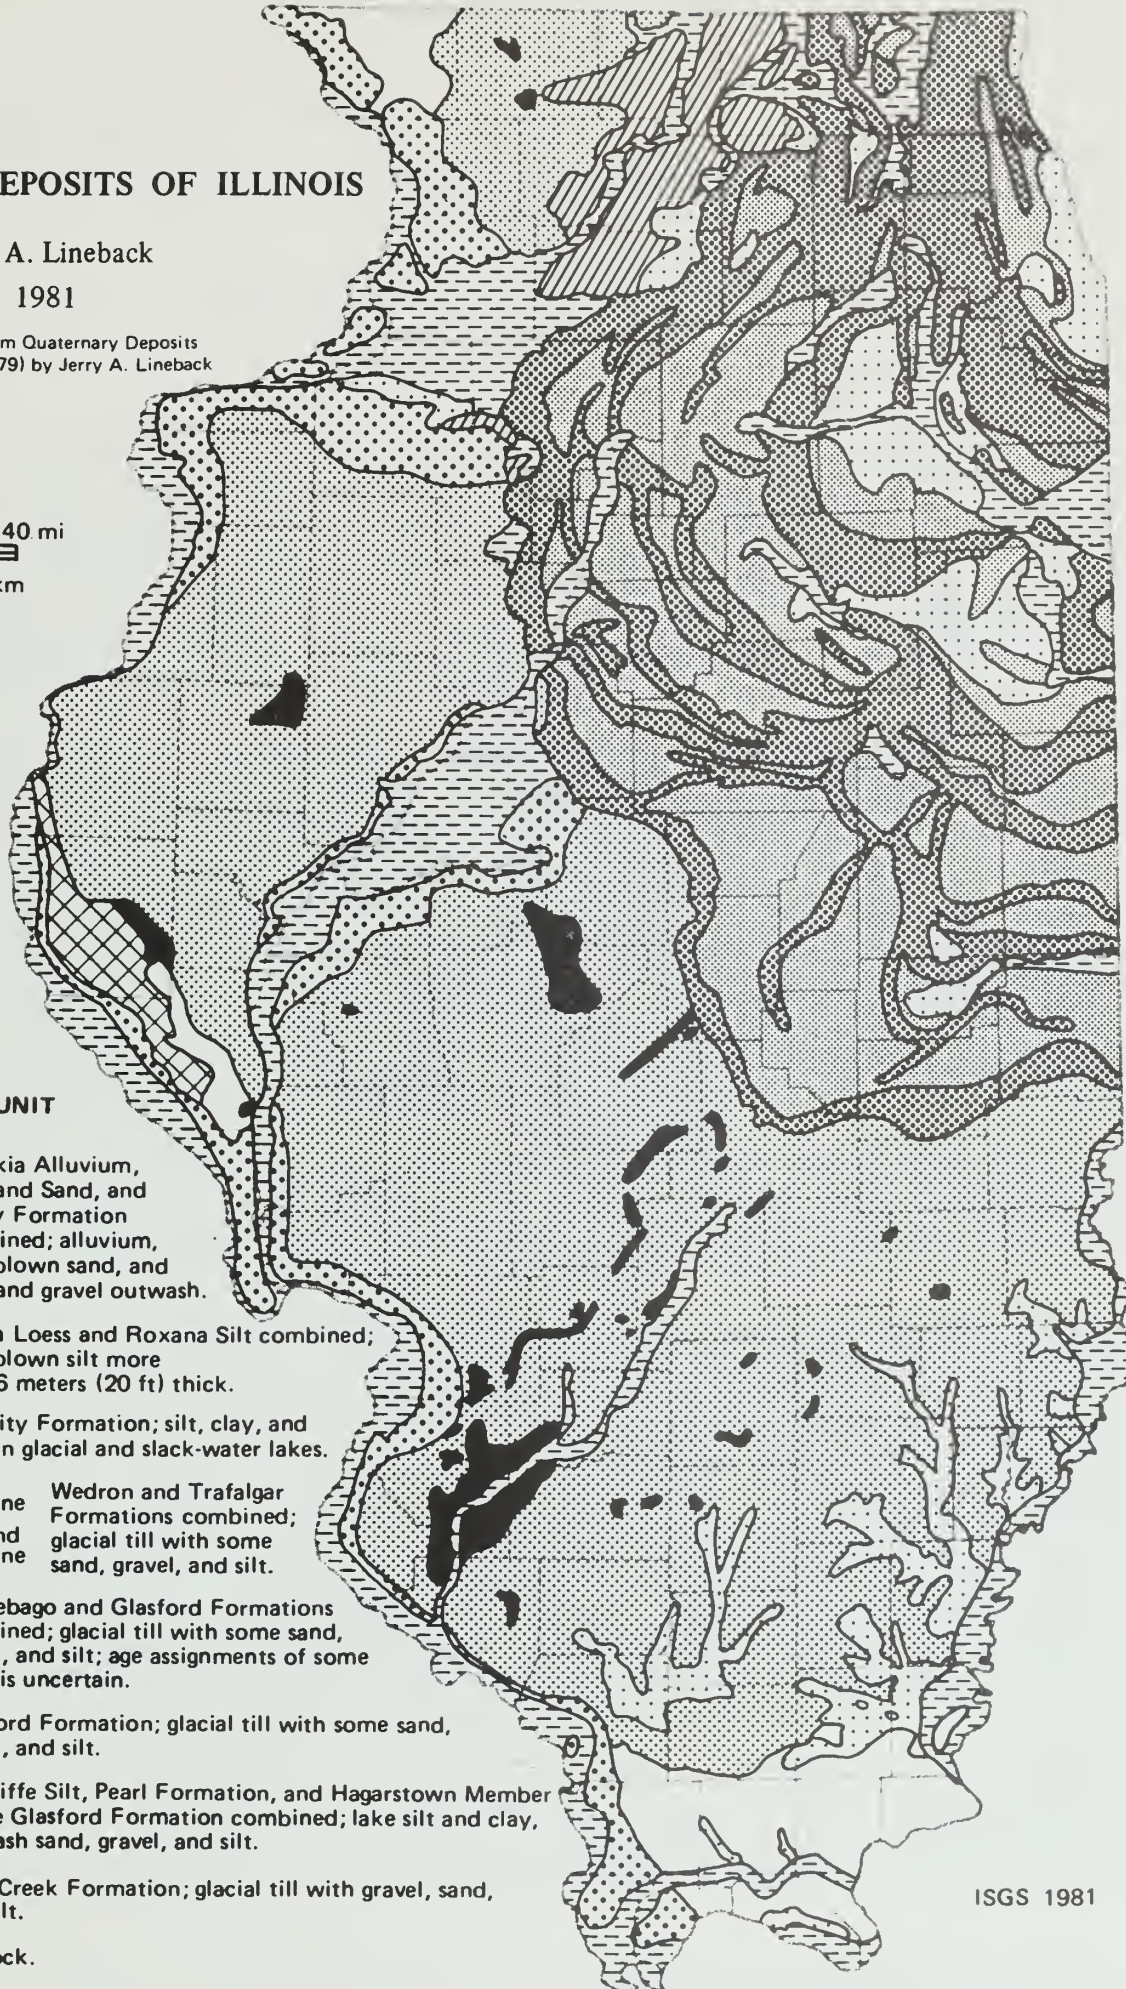 EPOSITS OF ILLINOIS
A. Lineback
1981
m Quaternary Deposits
79) by Jerry A. Lineback
40 mi
km
UNIT
kia Alluvium,
and Sand, and
y Formation
ined; alluvium,
blown sand, and
and gravel outwash.
n Loess and Roxana Silt combined;
blown silt more
6 meters (20 ft) thick.
ity Formation; silt, clay, and
in glacial and slack-water lakes.
ne
nd
ne
Wedron and Trafalgar
Formations combined;
glacial till with some
sand, gravel, and silt.
ebago and Glasford Formations
ined; glacial till with some sand,
, and silt; age assignments of some
is uncertain.
ord Formation; glacial till with some sand,
, and silt.
liffe Silt, Pearl Formation, and Hagarstown Member
e Glasford Formation combined; lake silt and clay,
ash sand, gravel, and silt.
Creek Formation; glacial till with gravel, sand,
lt.
ock.
ISGS 1981